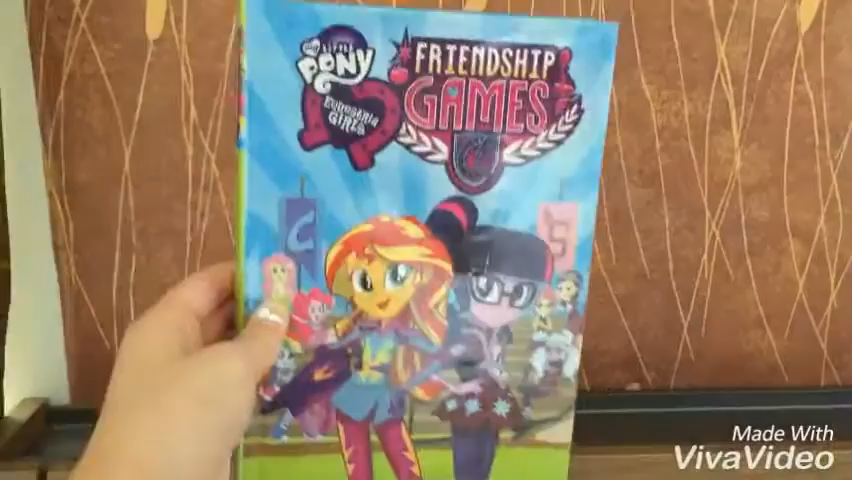 my little
PONY
EQUESTRIA
GIRLS
FRIENDSHIP
GAMES
Made With
VivaVideo